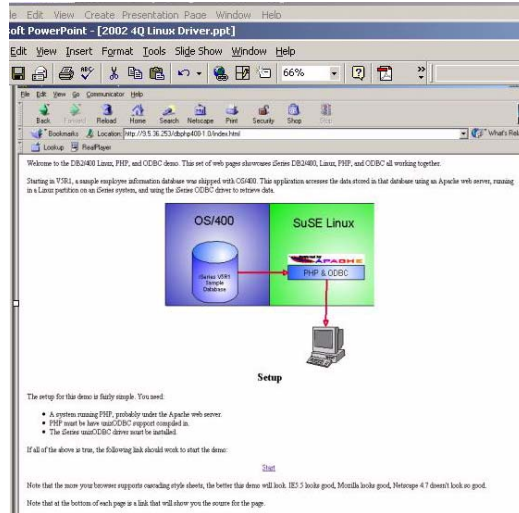 le Edit View Create Presentation Page Window Help
oft PowerPoint - [2002 4Q Linux Driver.ppt]
Edit View Insert Format Tools Slide Show Window Help
66%
File Edit View Go Communicator Help
Back Forward Reload Home Search Netscape Print Security Shop Stop
Bookmarks Location: http://9.5.36.253/dbphp400-1.0/index.html What's Rel
Lookup RealPlayer
Welcome to the DB2/400 Linux, PHP, and ODBC demo. This set of web pages showcases iSeries DB2/400, Linux, PHP, and ODBC all working together.
Starting in V5R1, a sample employee information database was shipped with OS/400. This application accesses the data stored in that database using an Apache web server, running
in a Linux partition on an iSeries system, and using the iSeries ODBC driver to retrieve data.
OS/400 SuSE Linux
APACHE
iSeries V5R1
Sample
Database
PHP & ODBC
Setup
The setup for this demo is fairly simple. You need:
A system running PHP, probably under the Apache web server.
PHP must be have unixODBC support compiled in.
The iSeries unixODBC driver must be installed.
If all of the above is true, the following link should work to start the demo:
Start
Note that the more your browser supports cascading style sheets, the better this demo will look. IE5.5 looks good, Mozilla looks good, Netscape 4.7 doesn't look so good.
Note that at the bottom of each page is a link that will show you the source for the page.